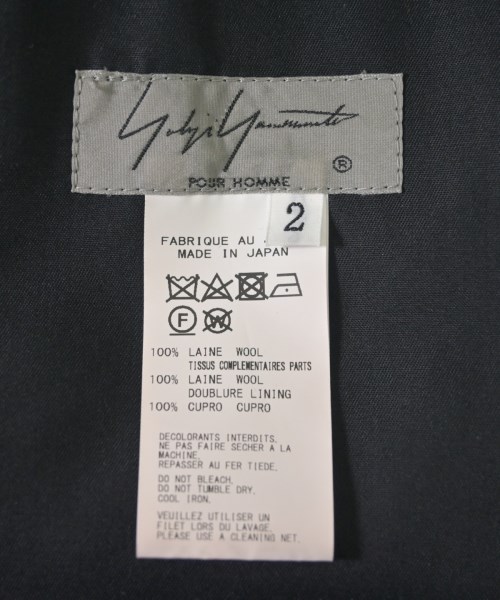 Yohji Yamamoto
®
POUR HOMME
2
FABRIQUE AU
MADE IN JAPAN
F W
100% LAINE WOOL
TISSUS COMPLEMENTAIRES PARTS
100% LAINE WOOL
DOUBLURE LINING
100% CUPRO CUPRO
DECOLORANTS INTERDITS.
NE PAS FAIRE SECHER A LA
MACHINE.
REPASSER AU FER TIEDE.
DO NOT BLEACH.
DO NOT TUMBLE DRY.
COOL IRON.
VEUILLEZ UTILISER UN
FILET LORS DU LAVAGE.
PLEASE USE A CLEANING NET.